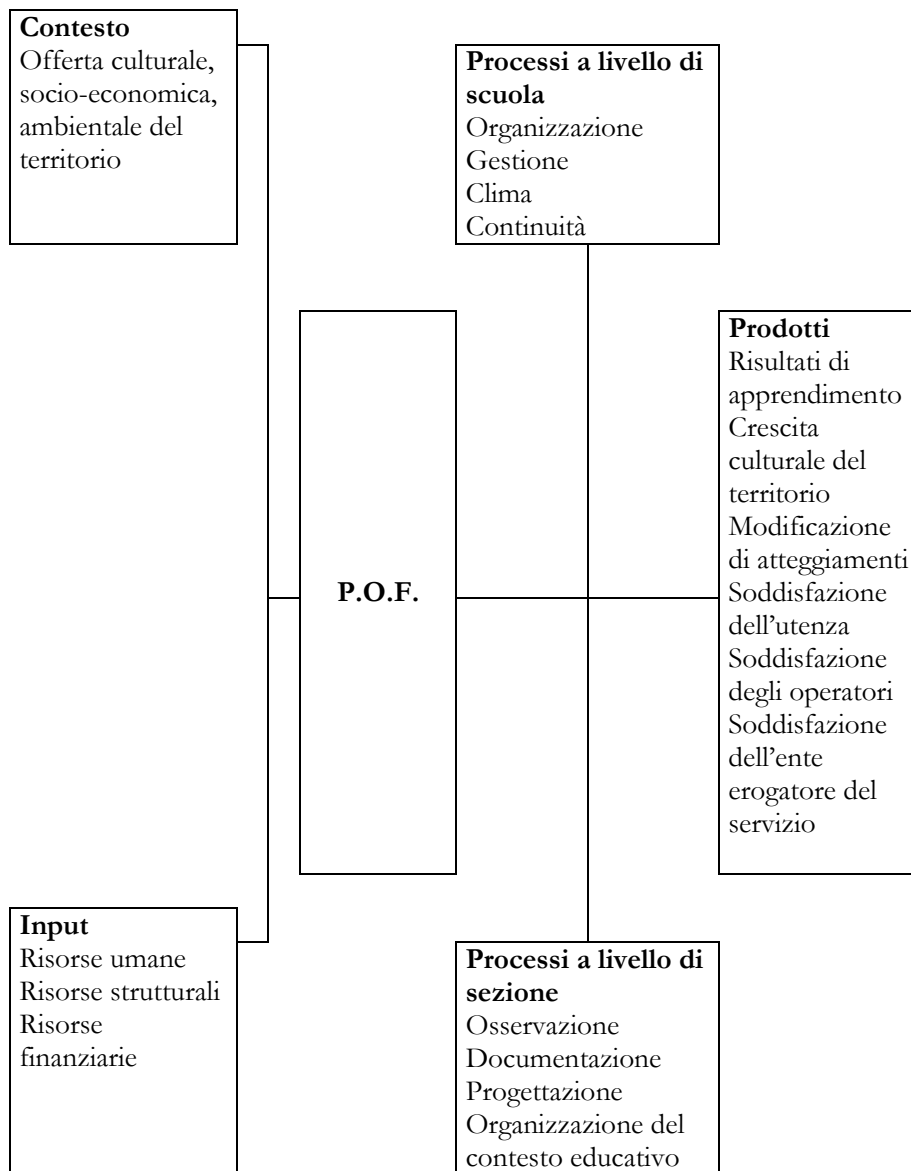 Contesto
Offerta culturale,
socio-economica,
ambientale del
territorio
Processi a livello di
scuola
Organizzazione
Gestione
Clima
Continuità
P.O.F.
Prodotti
Risultati di
apprendimento
Crescita
culturale del
territorio
Modificazione
di atteggiamenti
Soddisfazione
dell’utenza
Soddisfazione
degli operatori
Soddisfazione
dell’ente
erogatore del
servizio
Input
Risorse umane
Risorse strutturali
Risorse
finanziarie
Processi a livello di
sezione
Osservazione
Documentazione
Progettazione
Organizzazione del
contesto educativo